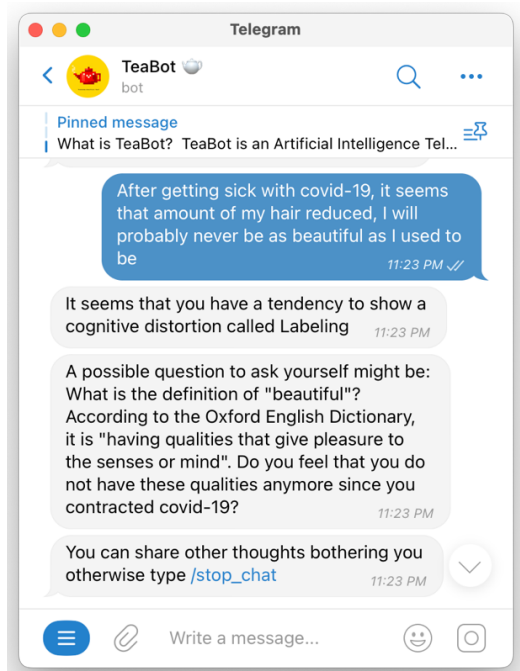 Telegram
TeaBot 🫖
bot
Pinned message
What is TeaBot?  TeaBot is an Artificial Intelligence Tel...
After getting sick with covid-19, it seems
that amount of my hair reduced, I will
probably never be as beautiful as I used to
be
11:23 PM
It seems that you have a tendency to show a
cognitive distortion called Labeling
11:23 PM
A possible question to ask yourself might be:
What is the definition of "beautiful"?
According to the Oxford English Dictionary,
it is "having qualities that give pleasure to
the senses or mind". Do you feel that you do
not have these qualities anymore since you
contracted covid-19?
11:23 PM
You can share other thoughts bothering you
otherwise type /stop_chat
11:23 PM
Write a message...